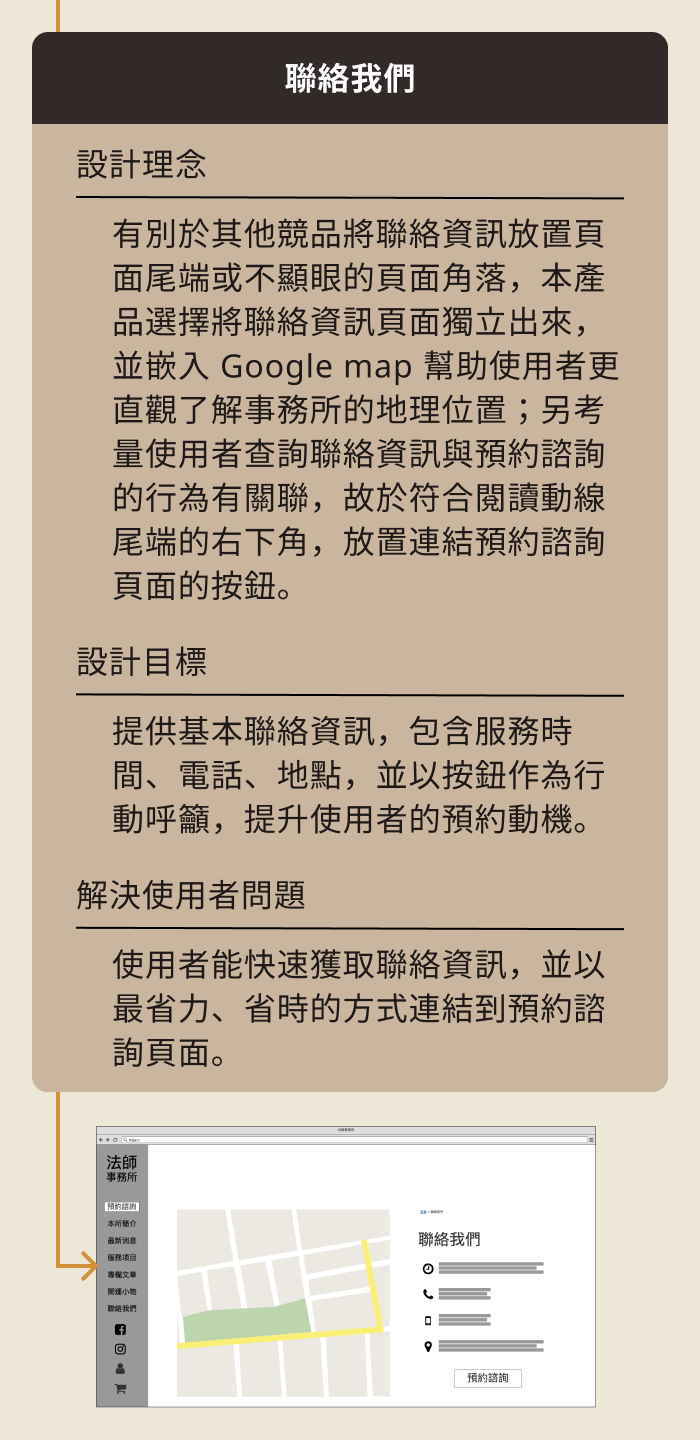 聯絡我們
設計理念
有別於其他競品將聯絡資訊放置頁
面尾端或不顯眼的頁面角落，本產
品選擇將聯絡資訊頁面獨立出來，
並嵌入 Google map 幫助使用者更
直觀了解事務所的地理位置；另考
量使用者查詢聯絡資訊與預約諮詢
的行為有關聯，故於符合閱讀動線
尾端的右下角，放置連結預約諮詢
頁面的按鈕。
設計目標
提供基本聯絡資訊，包含服務時
間、電話、地點，並以按鈕作為行
動呼籲，提升使用者的預約動機。
解決使用者問題
使用者能快速獲取聯絡資訊，並以
最省力、省時的方式連結到預約諮
詢頁面。
法師事務所
https://
法師
事務所
預約諮詢
本所簡介
最新消息
服務項目
專欄文章
開運小物
聯絡我們
首頁 > 聯絡我們
聯絡我們
預約諮詢